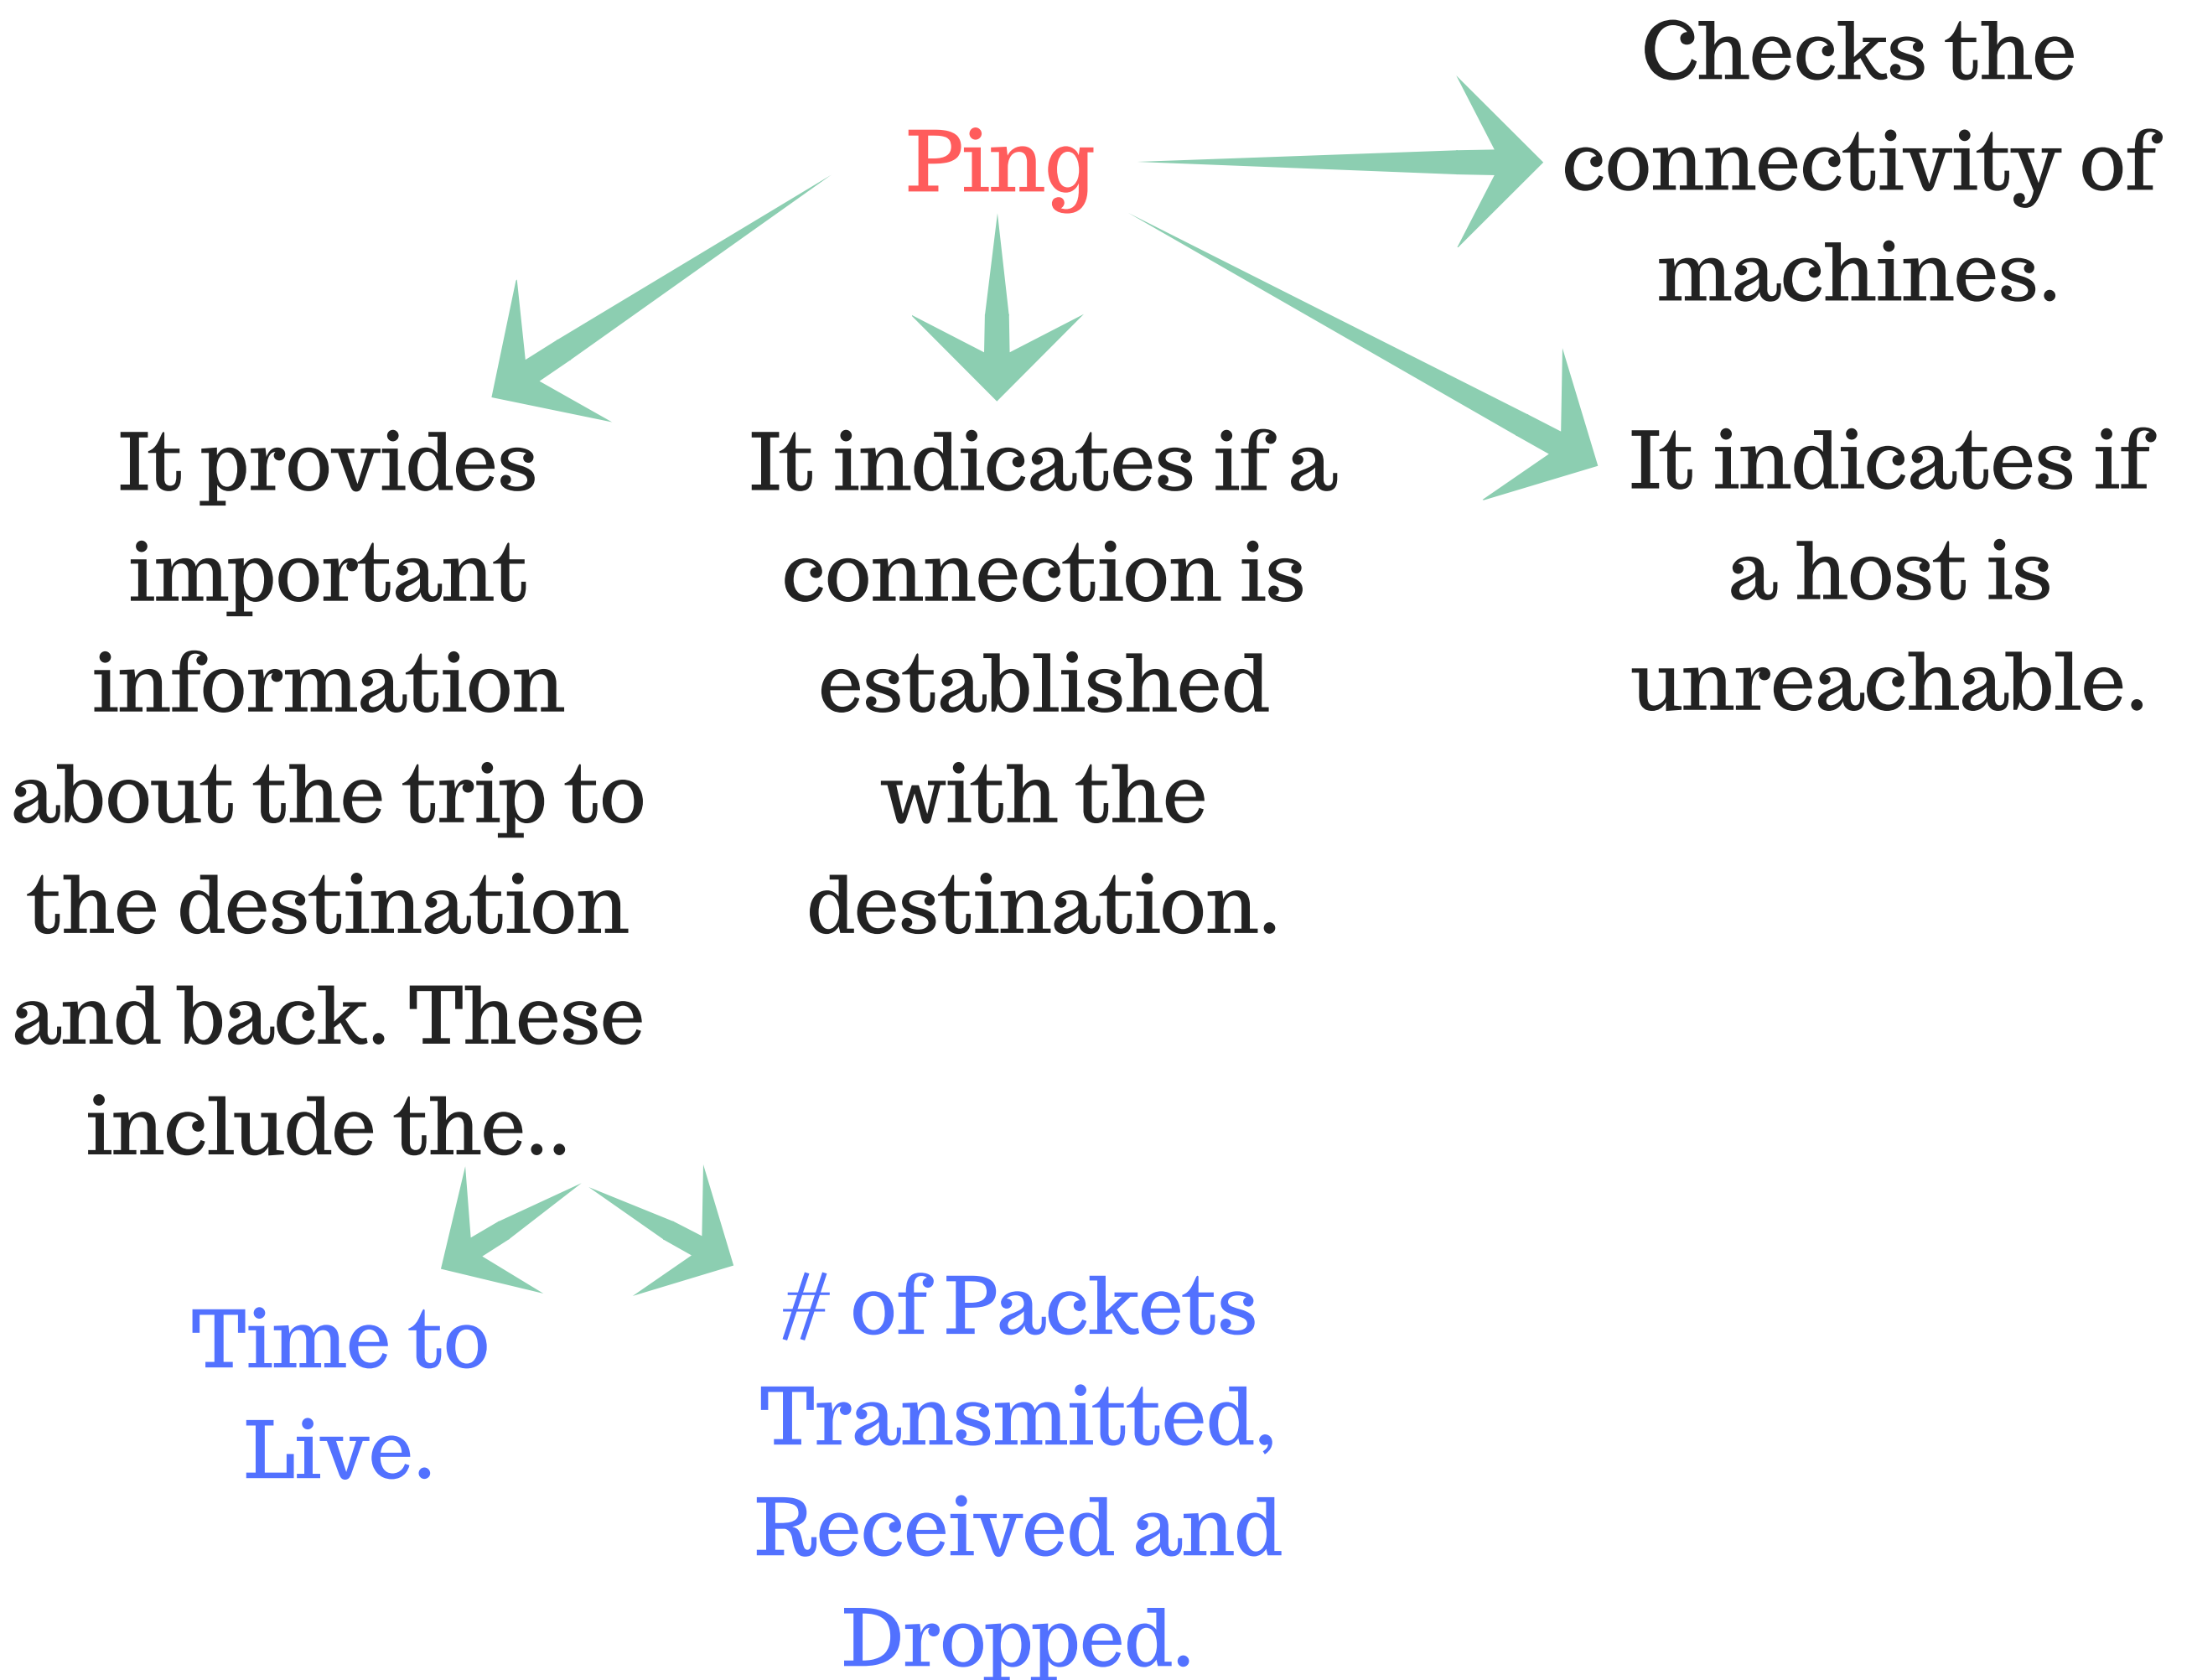 Ping
Checks the
connectivity of
machines.
It provides
important
information
about the trip to
the destination
and back. These
include the..
It indicates if a
connection is
established
with the
destination.
It indicates if
a host is
unreachable.
Time to
Live.
# of Packets
Transmitted,
Received and
Dropped.